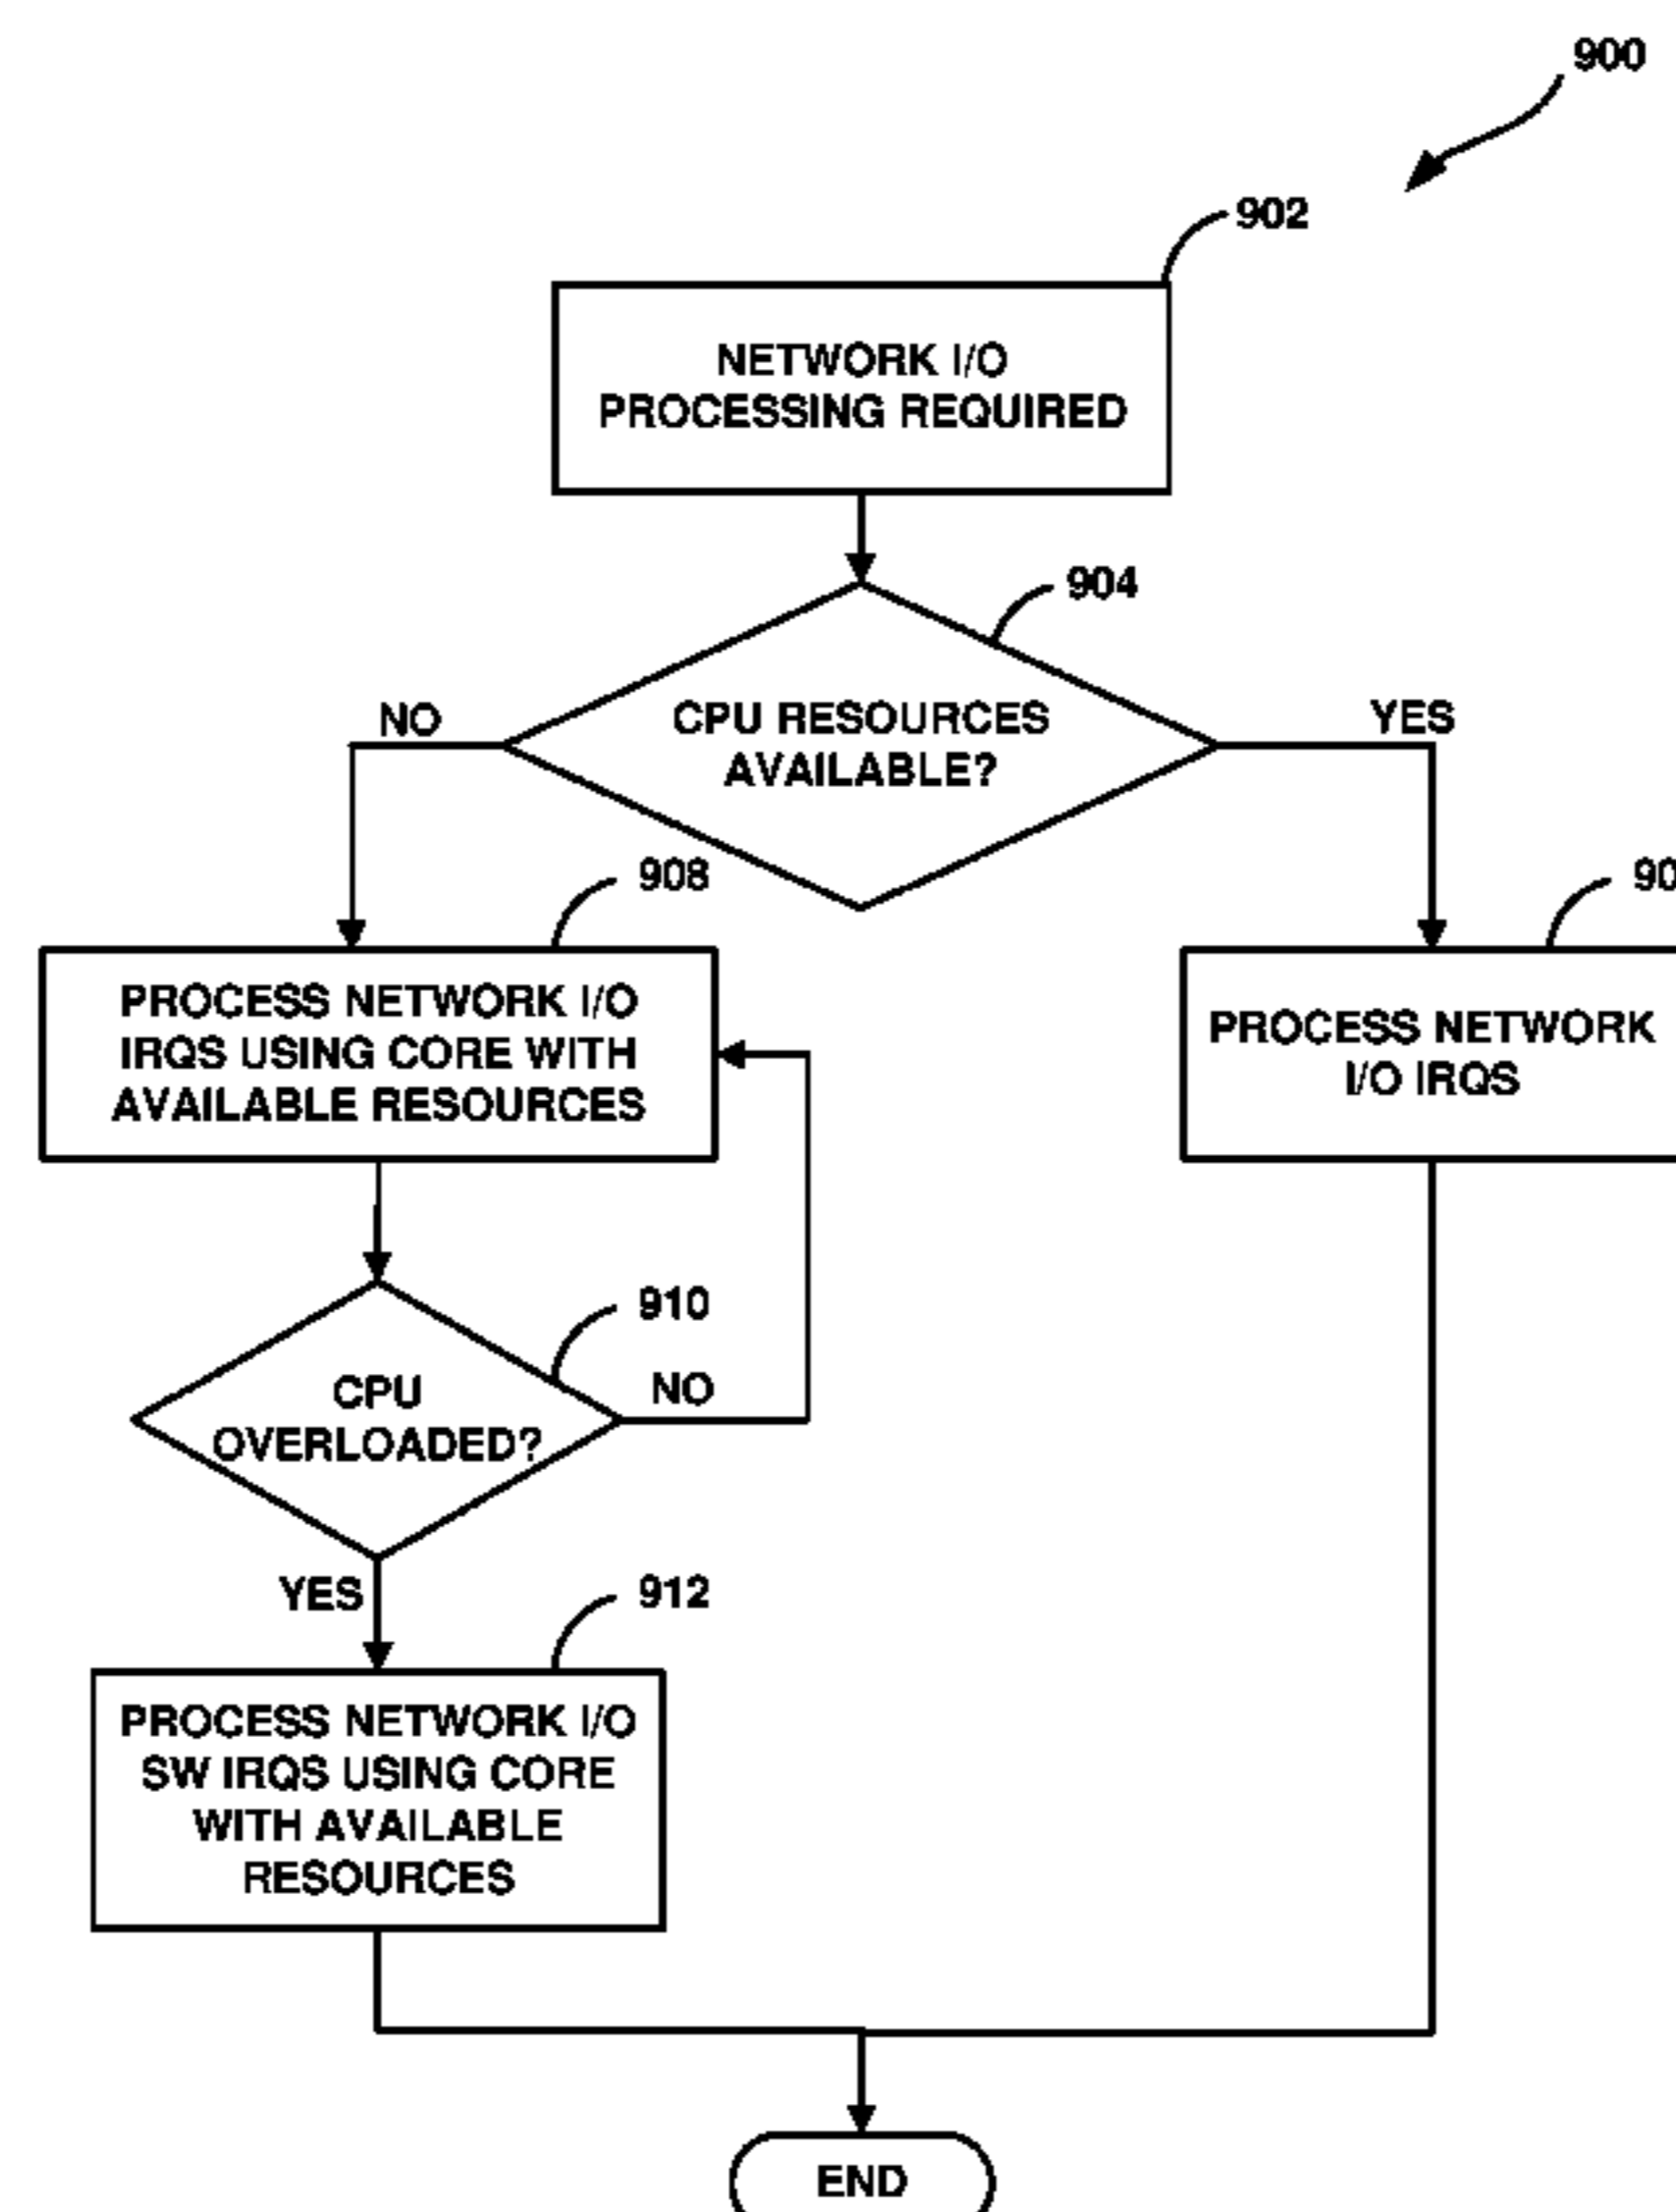 900
902
NETWORK I/O
PROCESSING REQUIRED
904
CPU RESOURCES
AVAILABLE?
NO
YES
908
PROCESS NETWORK I/O
IRQS USING CORE WITH
AVAILABLE RESOURCES
PROCESS NETWORK
I/O IRQS
910
CPU
OVERLOADED?
NO
YES
912
PROCESS NETWORK I/O
SW IRQS USING CORE
WITH AVAILABLE
RESOURCES
END